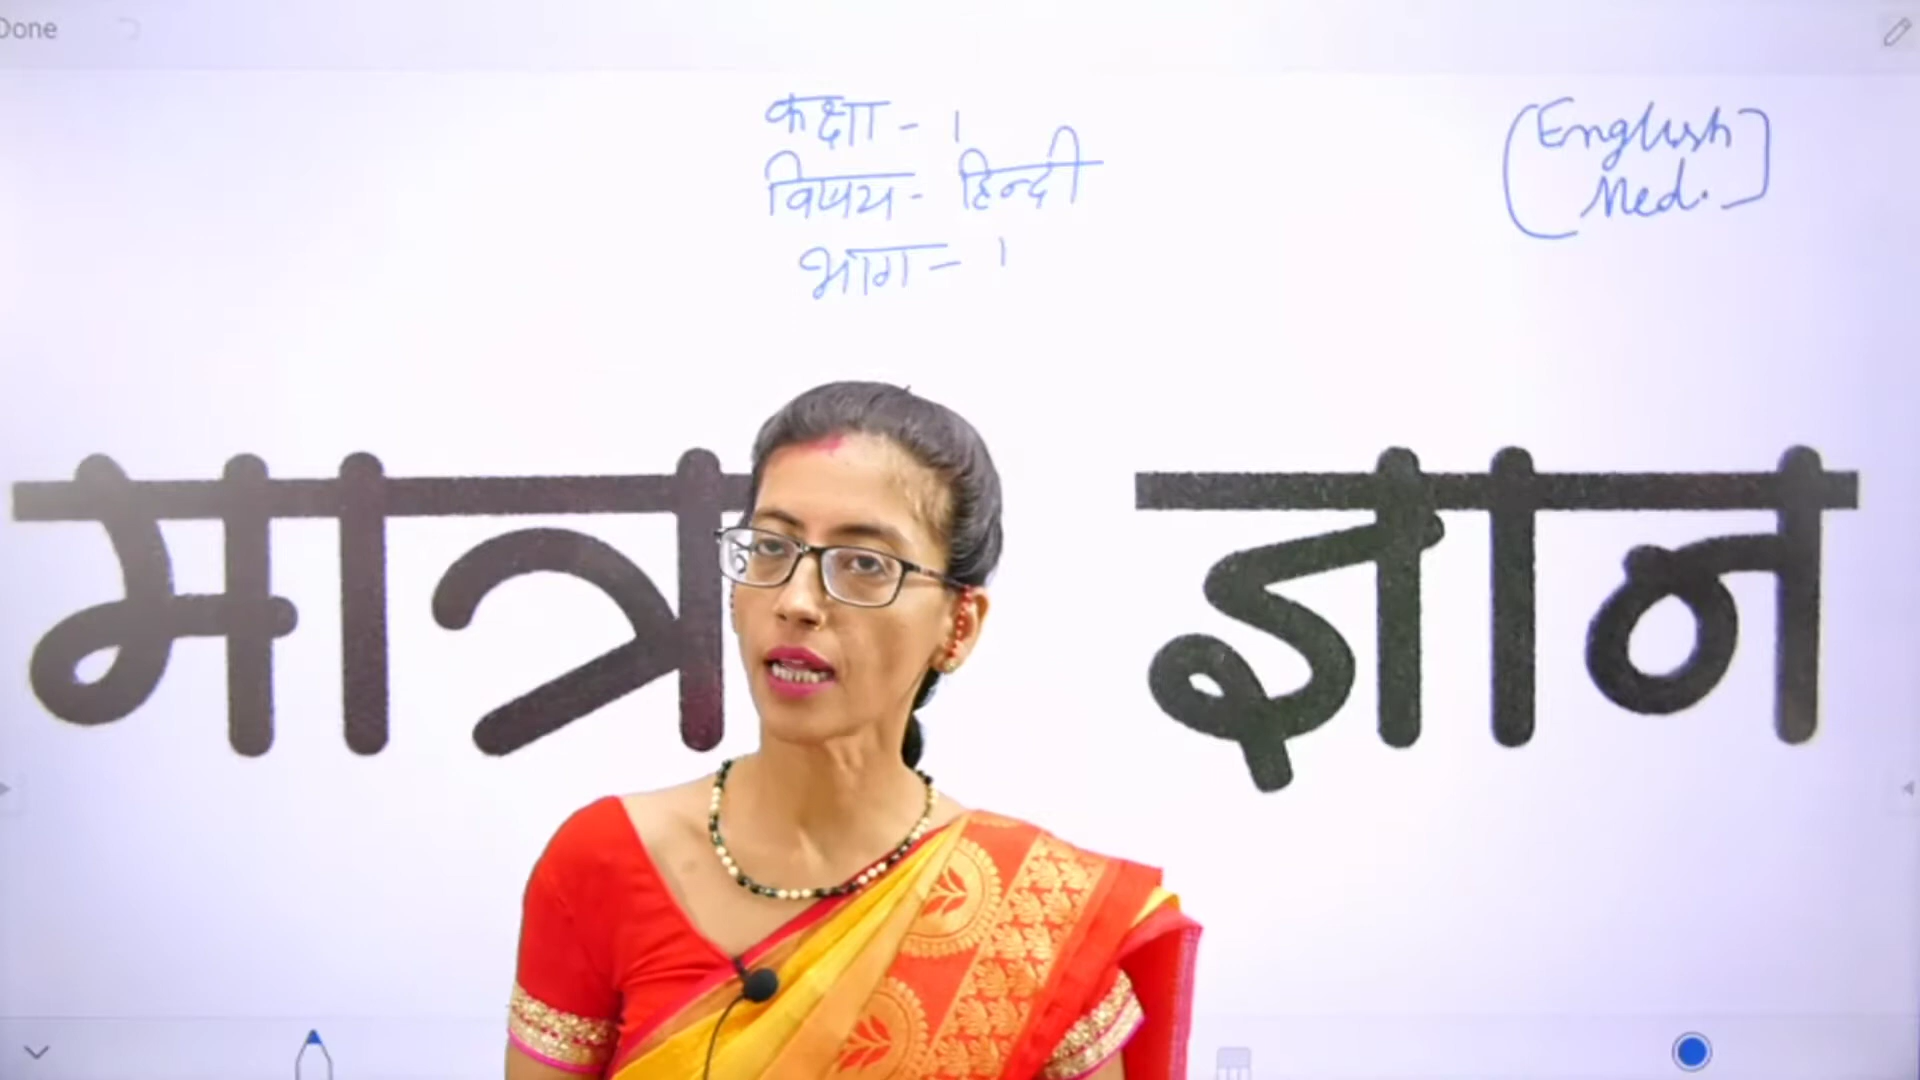 Done
कक्षा - 1
विषय - हिन्दी
भाग - 1
(English
Med.]
मात्र ज्ञान